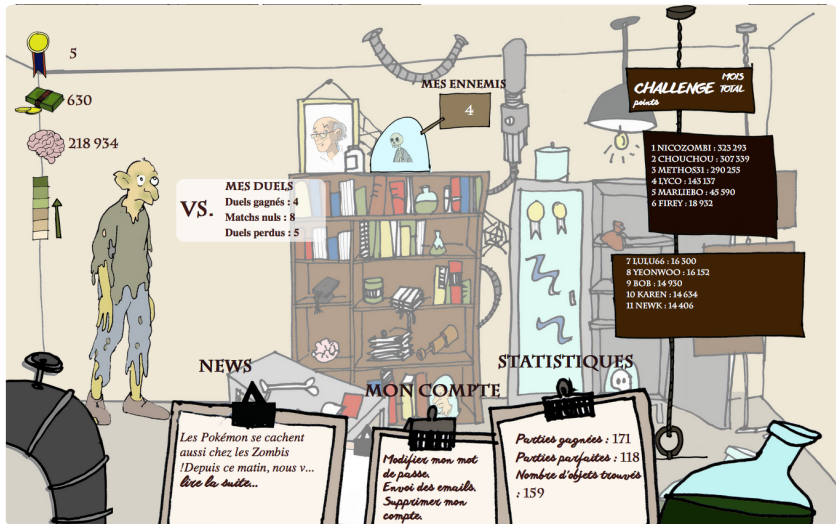 5
630
218 934
MES ENNEMIS
4
VS.
MES DUELS
Duels gagnés : 4
Matchs nuls : 8
Duels perdus : 5
CHALLENGE MOIS
points TOTAL
1 NICOZOMBI : 323 293
2 CHOUCHOU : 307 339
3 METHOS31 : 290 255
4 LYCO : 143 137
5 MARIJEBO : 45 590
6 FIREY : 18 932
7 LULU66 : 16 300
8 YEONWOO : 16 152
9 BOB : 14 930
10 KAREN : 14 634
11 NEWK : 14 406
NEWS
Les Pokémon se cachent
aussi chez les Zombis
!Depuis ce matin, nous v...
lire la suite...
MON COMPTE
Modifier mon mot
de passe.
Envoi des emails.
Supprimer mon
compte.
STATISTIQUES
Parties gagnées : 171
Parties parfaites : 118
Nombre d'objets trouvés
: 159